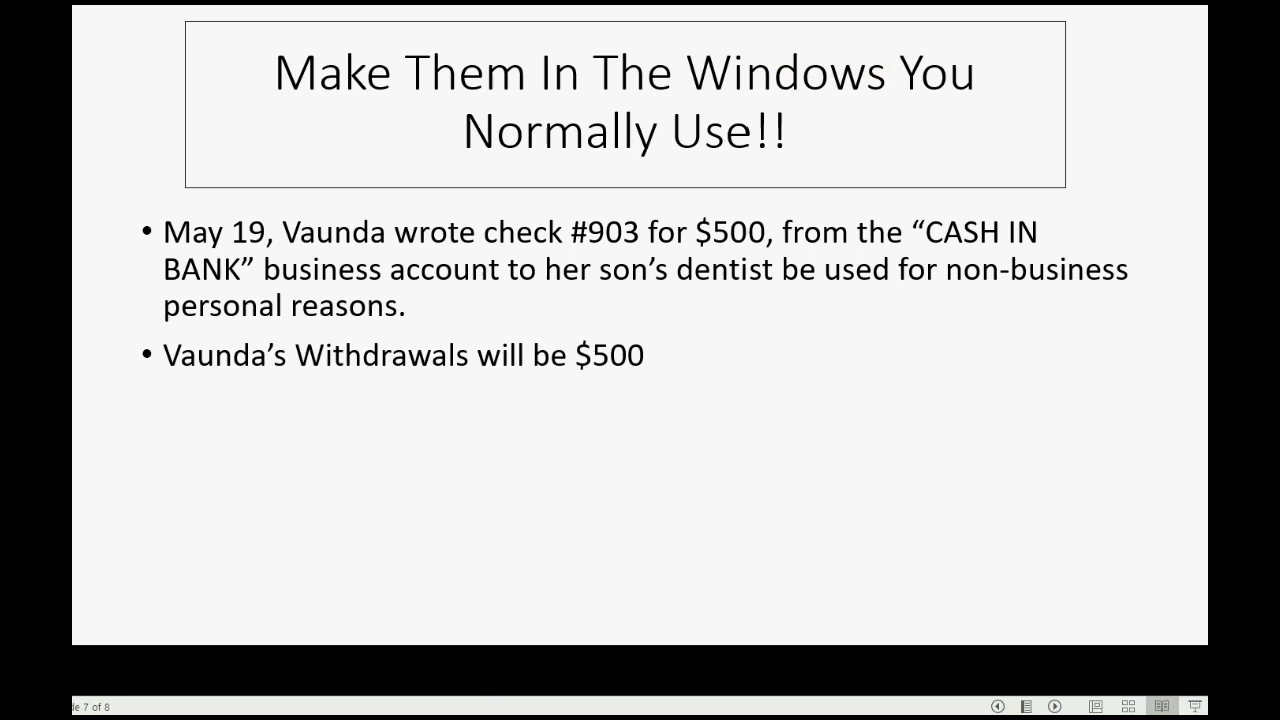 Make Them In The Windows You
Normally Use!!
• May 19, Vaunda wrote check #903 for $500, from the “CASH IN
BANK” business account to her son’s dentist be used for non-business
personal reasons.
• Vaunda’s Withdrawals will be $500
de 7 of 8